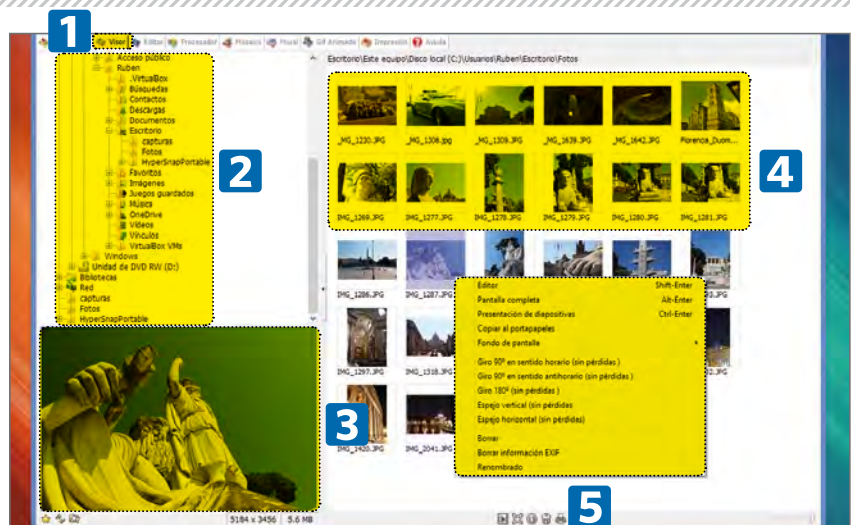 1
Visor Editar Procesador Mosaico Mural Gif Animado Impresión Ayuda
Escritorio\Este equipo\Disco local (C:)\Usuarios\Ruben\Escritorio\Fotos
Acceso público
Ruben
.VirtualBox
Búsquedas
Contactos
Descargas
Documentos
Escritorio
capturas
Fotos
HyperSnapPortable
Favoritos
Imágenes
Juegos guardados
Música
OneDrive
Vídeos
Vínculos
VirtualBox VMs
Windows
Unidad de DVD RW (D:)
Bibliotecas
Red
capturas
Fotos
HyperSnapPortable
2
_MG_1230.JPG _MG_1306.jpg _MG_1309.JPG _MG_1639.JPG _MG_1642.JPG Florencia_Duom...
IMG_1269.JPG IMG_1277.JPG IMG_1278.JPG IMG_1279.JPG IMG_1280.JPG IMG_1281.JPG
4
IMG_1286.JPG IMG_1287.JPG
IMG_1297.JPG IMG_1318.JPG
IMG_1420.JPG IMG_2041.JPG
Editor Shift-Enter
Pantalla completa Alt-Enter
Presentación de diapositivas Ctrl-Enter
Copiar al portapapeles
Fondo de pantalla
Giro 90º en sentido horario (sin pérdidas )
Giro 90º en sentido antihorario (sin pérdidas )
Giro 180º (sin pérdidas )
Espejo vertical (sin pérdidas
Espejo horizontal (sin pérdidas)
Borrar
Borrar información EXIF
Renombrado
3
5184 x 3456 5.6 MB
5